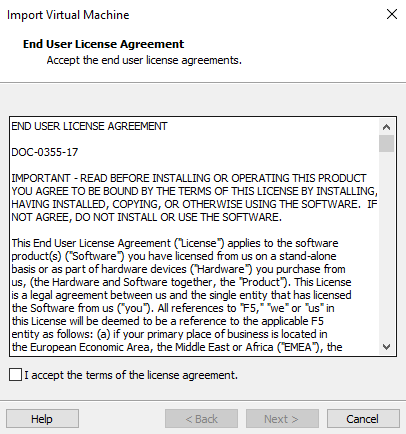 Import Virtual Machine
End User License Agreement
Accept the end user license agreements.
END USER LICENSE AGREEMENT
DOC-0355-17
IMPORTANT - READ BEFORE INSTALLING OR OPERATING THIS PRODUCT
YOU AGREE TO BE BOUND BY THE TERMS OF THIS LICENSE BY INSTALLING,
HAVING INSTALLED, COPYING, OR OTHERWISE USING THE SOFTWARE.  IF
NOT AGREE, DO NOT INSTALL OR USE THE SOFTWARE.
This End User License Agreement ("License") applies to the software
product(s) ("Software") you have licensed from us on a stand-alone
basis or as part of hardware devices ("Hardware") you purchase from
us, (the Hardware and Software together, the "Product"). This License
is a legal agreement between us and the single entity that has licensed
the Software from us ("you"). All references to "F5," "we" or "us" in
this License will be deemed to be a reference to the applicable F5
entity as follows: (a) if your primary place of business is located in
the European Economic Area, the Middle East or Africa ("EMEA"), the
I accept the terms of the license agreement.
Help
< Back
Next >
Cancel